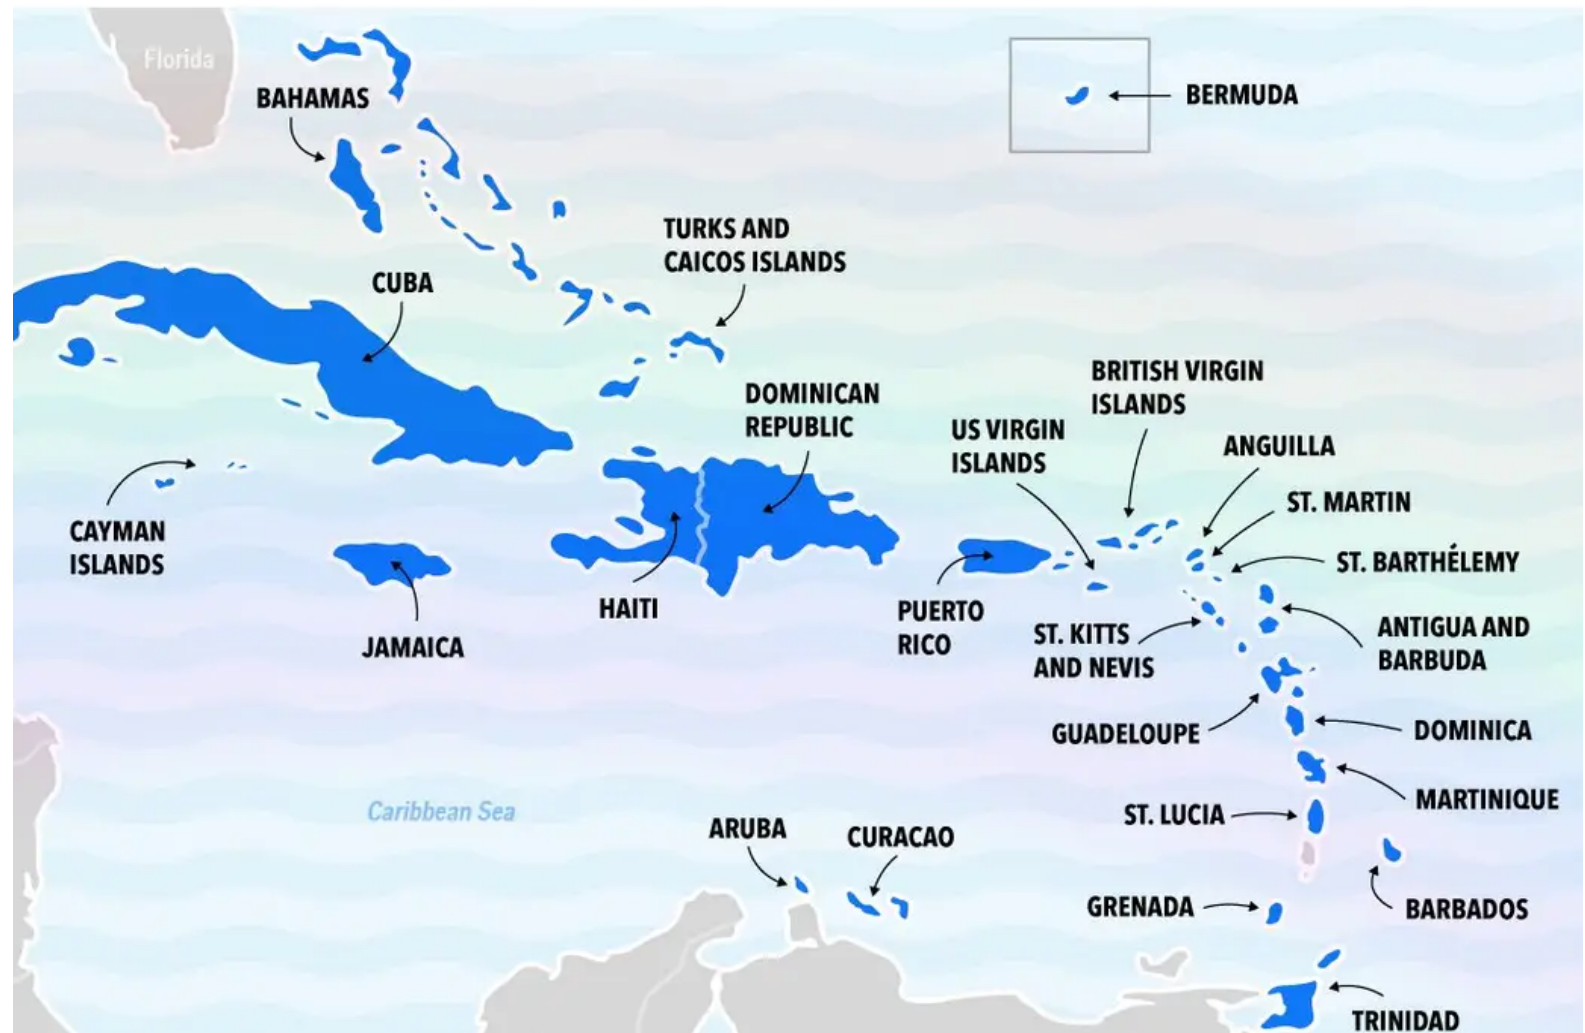 Florida
BAHAMAS
BERMUDA
TURKS AND
CAICOS ISLANDS
CUBA
DOMINICAN
REPUBLIC
BRITISH VIRGIN
ISLANDS
US VIRGIN
ISLANDS
ANGUILLA
ST. MARTIN
CAYMAN
ISLANDS
ST. BARTHÉLEMY
HAITI
PUERTO
RICO
JAMAICA
ST. KITTS
AND NEVIS
ANTIGUA AND
BARBUDA
GUADELOUPE
DOMINICA
MARTINIQUE
Caribbean Sea
ST. LUCIA
ARUBA
CURACAO
GRENADA
BARBADOS
TRINIDAD